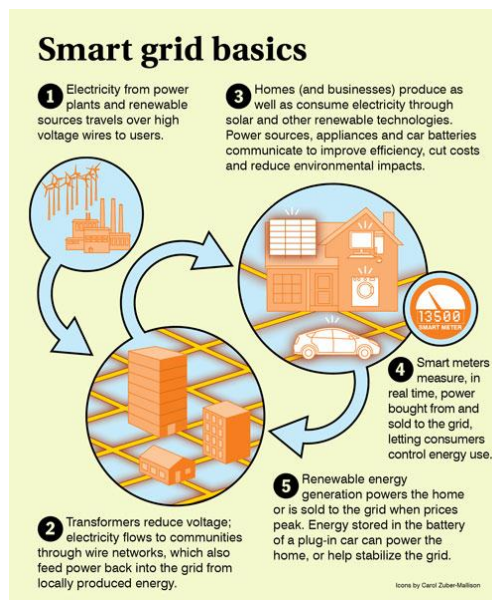 Smart grid basics
1 Electricity from power
plants and renewable
sources travels over high
voltage wires to users.
3 Homes (and businesses) produce as
well as consume electricity through
solar and other renewable technologies.
Power sources, appliances and car batteries
communicate to improve efficiency, cut costs
and reduce environmental impacts.
13500
SMART METER
4 Smart meters
measure, in
real time, power
bought from and
sold to the grid,
letting consumers
control energy use.
5 Renewable energy
generation powers the home
or is sold to the grid when prices
peak. Energy stored in the battery
of a plug-in car can power the
home, or help stabilize the grid.
2 Transformers reduce voltage;
electricity flows to communities
through wire networks, which also
feed power back into the grid from
locally produced energy.
Icons by Carol Zuber-Mallison